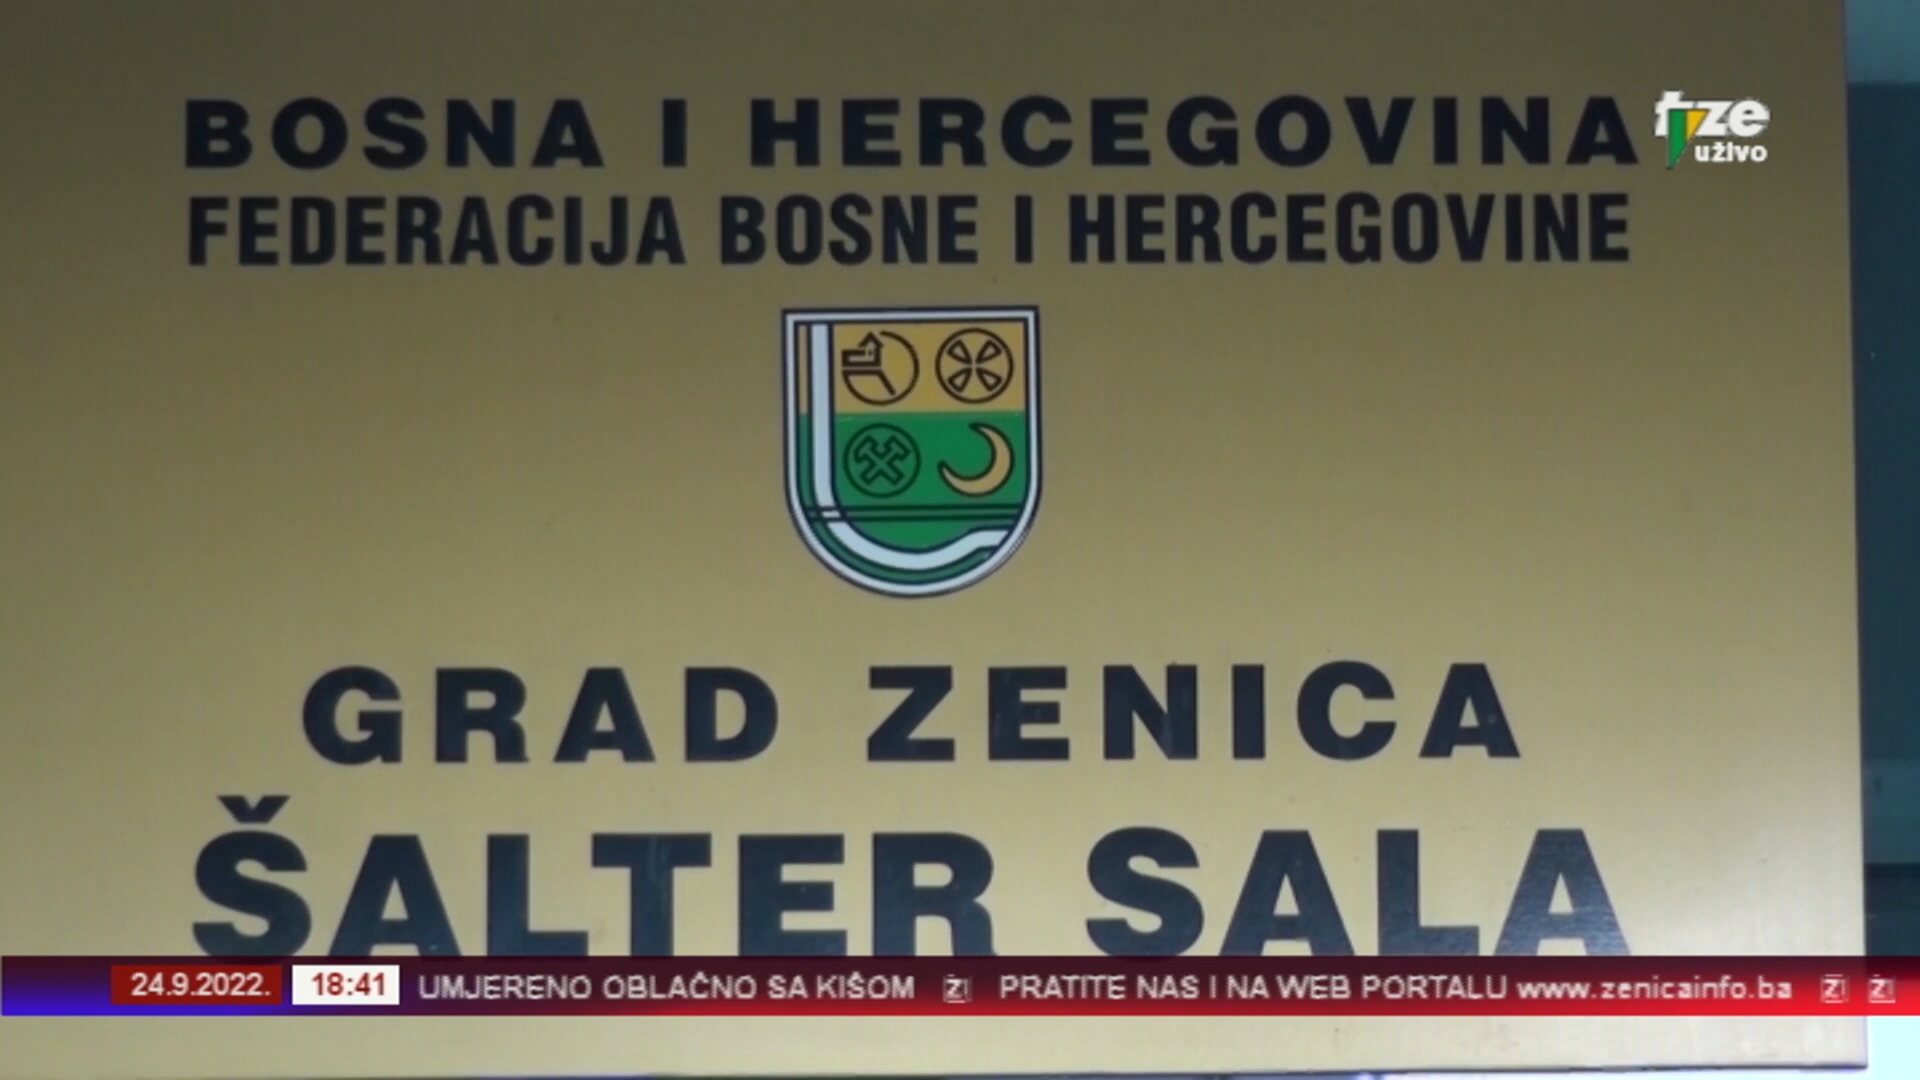 BOSNA I HERCEGOVINA
FEDERACIJA BOSNE I HERCEGOVINE
GRAD ZENICA
ŠALTER SALA
rtvze
uživo
24.9.2022. 18:41 UMJERENO OBLAČNO SA KIŠOM Z! PRATITE NAS I NA WEB PORTALU www.zenicainfo.ba Z! Z!